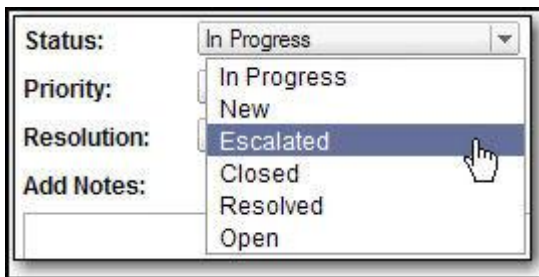 Status: In Progress
In Progress
Priority:
New
Resolution: Escalated
Closed
Add Notes:
Resolved
Open